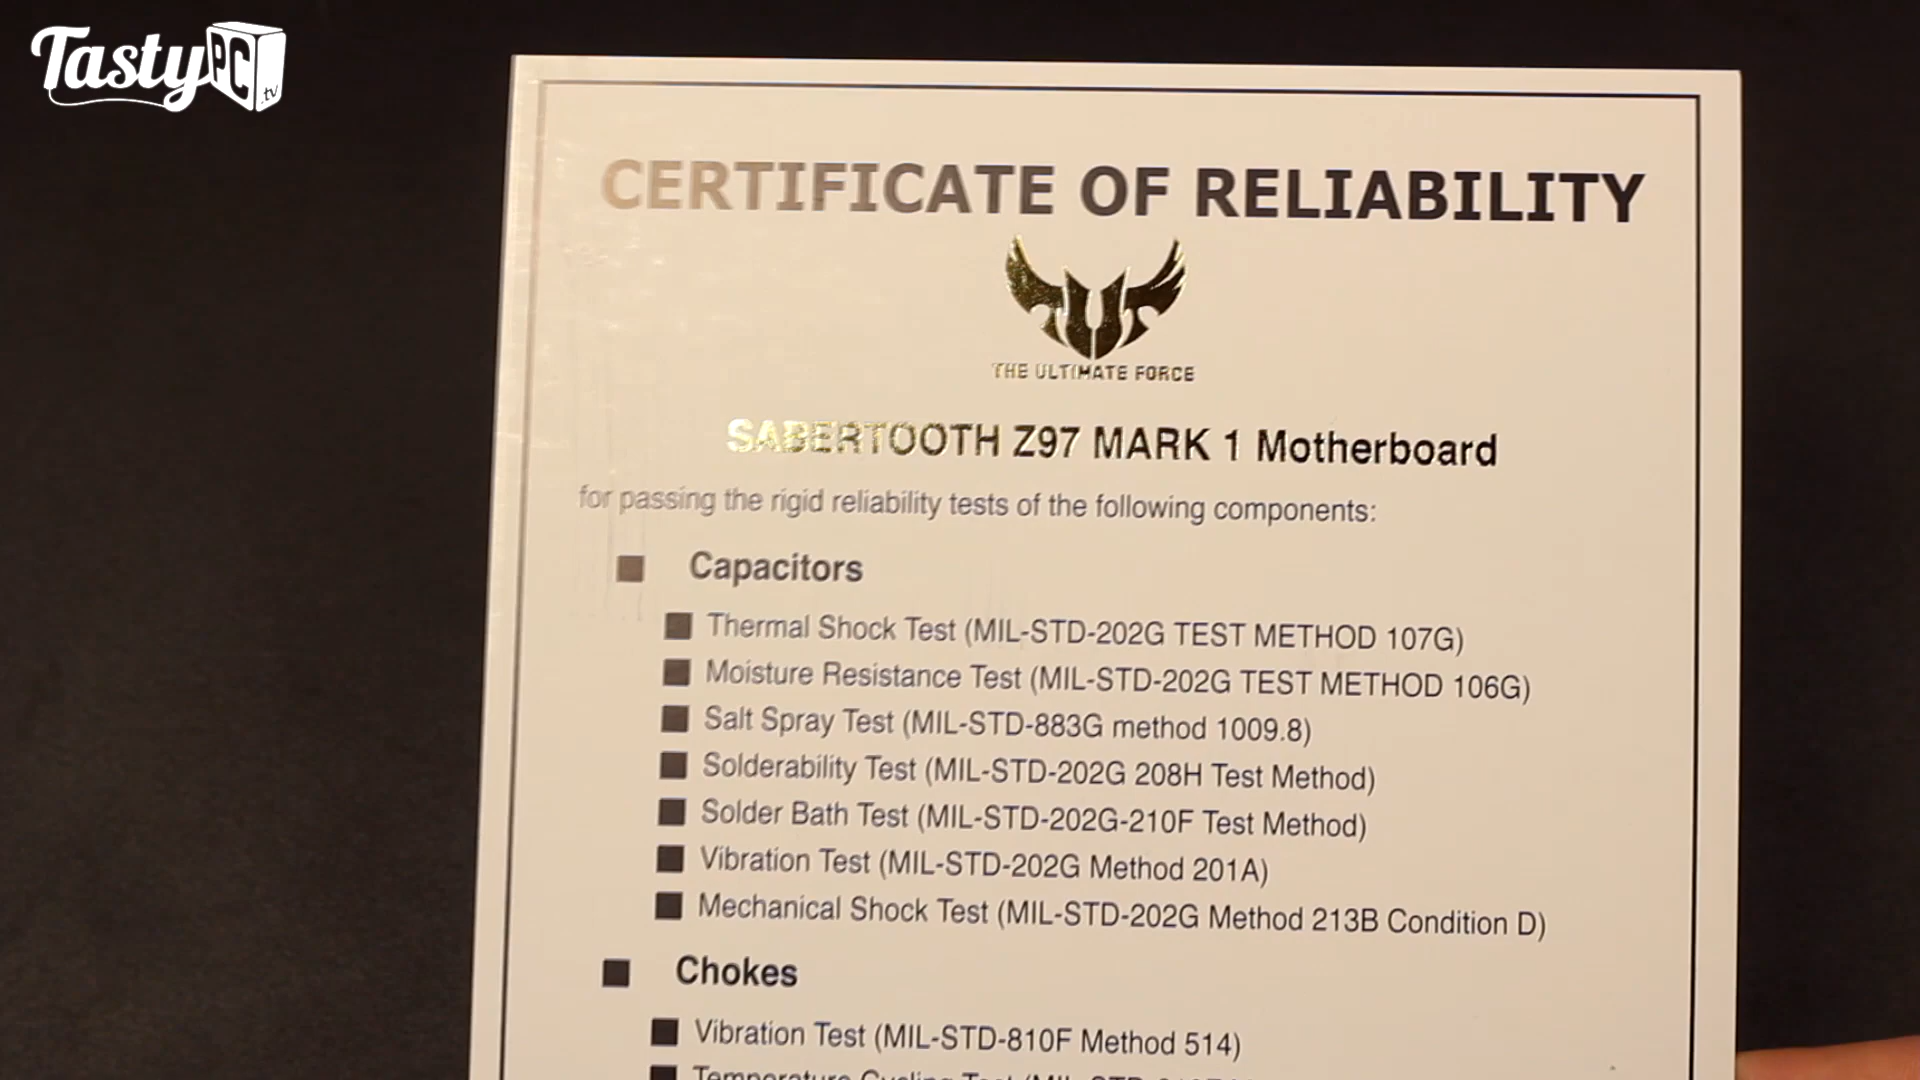 TastyPC.tv
CERTIFICATE OF RELIABILITY
TUF
THE ULTIMATE FORCE
SABERTOOTH Z97 MARK 1 Motherboard
for passing the rigid reliability tests of the following components:
Capacitors
Thermal Shock Test (MIL-STD-202G TEST METHOD 107G)
Moisture Resistance Test (MIL-STD-202G TEST METHOD 106G)
Salt Spray Test (MIL-STD-883G method 1009.8)
Solderability Test (MIL-STD-202G 208H Test Method)
Solder Bath Test (MIL-STD-202G-210F Test Method)
Vibration Test (MIL-STD-202G Method 201A)
Mechanical Shock Test (MIL-STD-202G Method 213B Condition D)
Chokes
Vibration Test (MIL-STD-810F Method 514)
Temperature Cycling Test